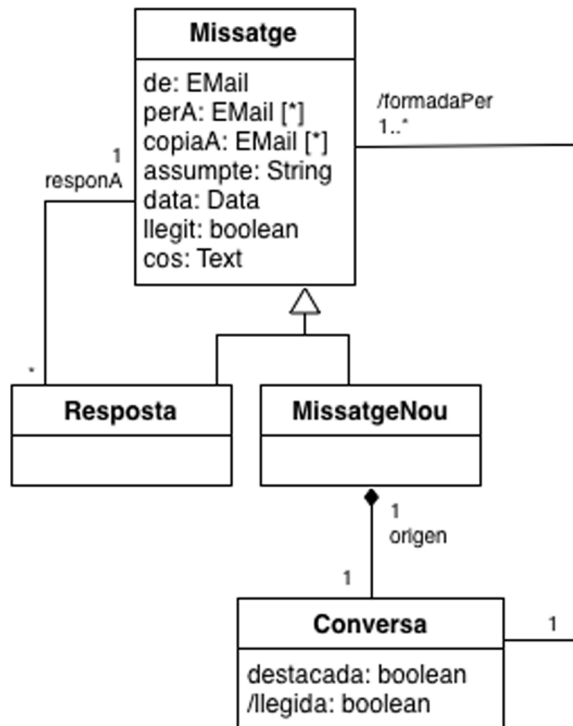 Missatge
de: EMail
perA: EMail [*]
copiaA: EMail [*]
assumpte: String
data: Data
llegit: boolean
cos: Text
/formadaPer
1..*
1
responA
*
Resposta
MissatgeNou
1
origen
1
Conversa
1
destacada: boolean
/llegida: boolean